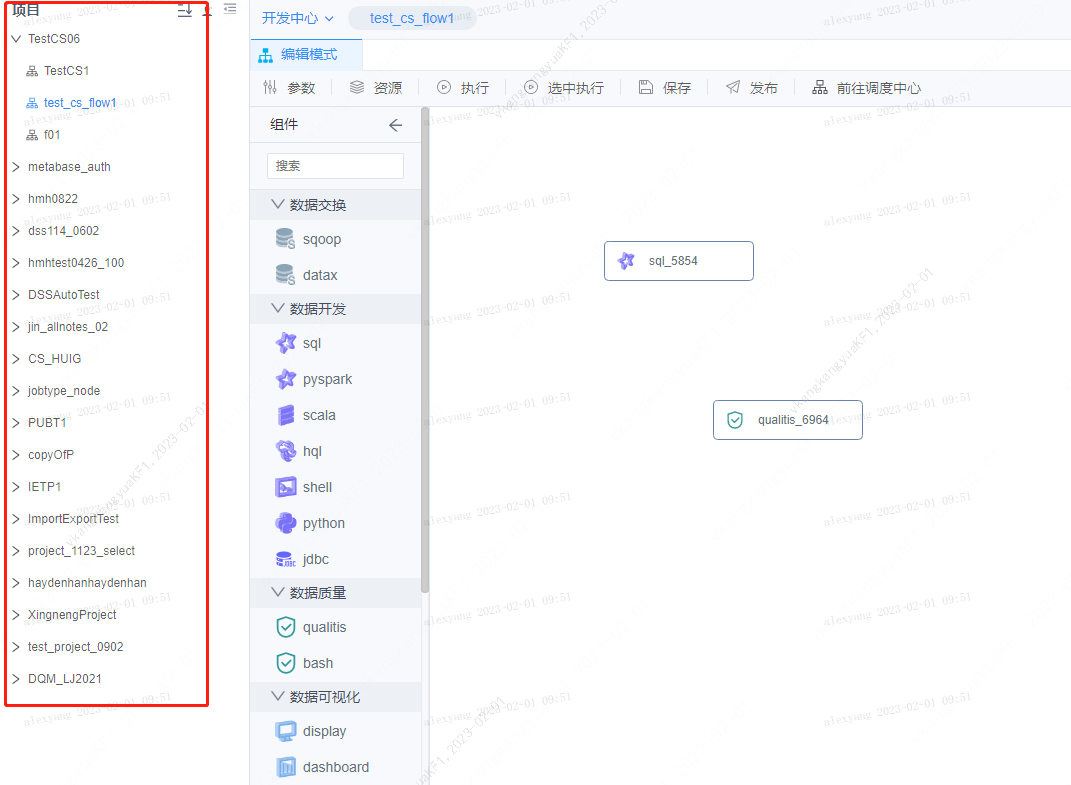 项目
TestCS06
TestCS1
test_cs_flow1
f01
metabase_auth
hmh0822
dss114_0602
hmhtest0426_100
DSSAutoTest
jin_allnotes_02
CS_HUIG
jobtype_node
PUBT1
copyOfP
IETP1
ImportExportTest
project_1123_select
haydenhanhaydenhan
XingnengProject
test_project_0902
DQM_LJ2021
开发中心 test_cs_flow1
编辑模式
参数 资源 执行 选中执行 保存 发布 前往调度中心
组件
搜索
数据交换
sqoop
datax
数据开发
sql
pyspark
scala
hql
shell
python
jdbc
数据质量
qualitis
bash
数据可视化
display
dashboard
sql_5854
qualitis_6964
alexyang 2023-02-01 09:51
vkangkangyuaKF1, 2023-02-01